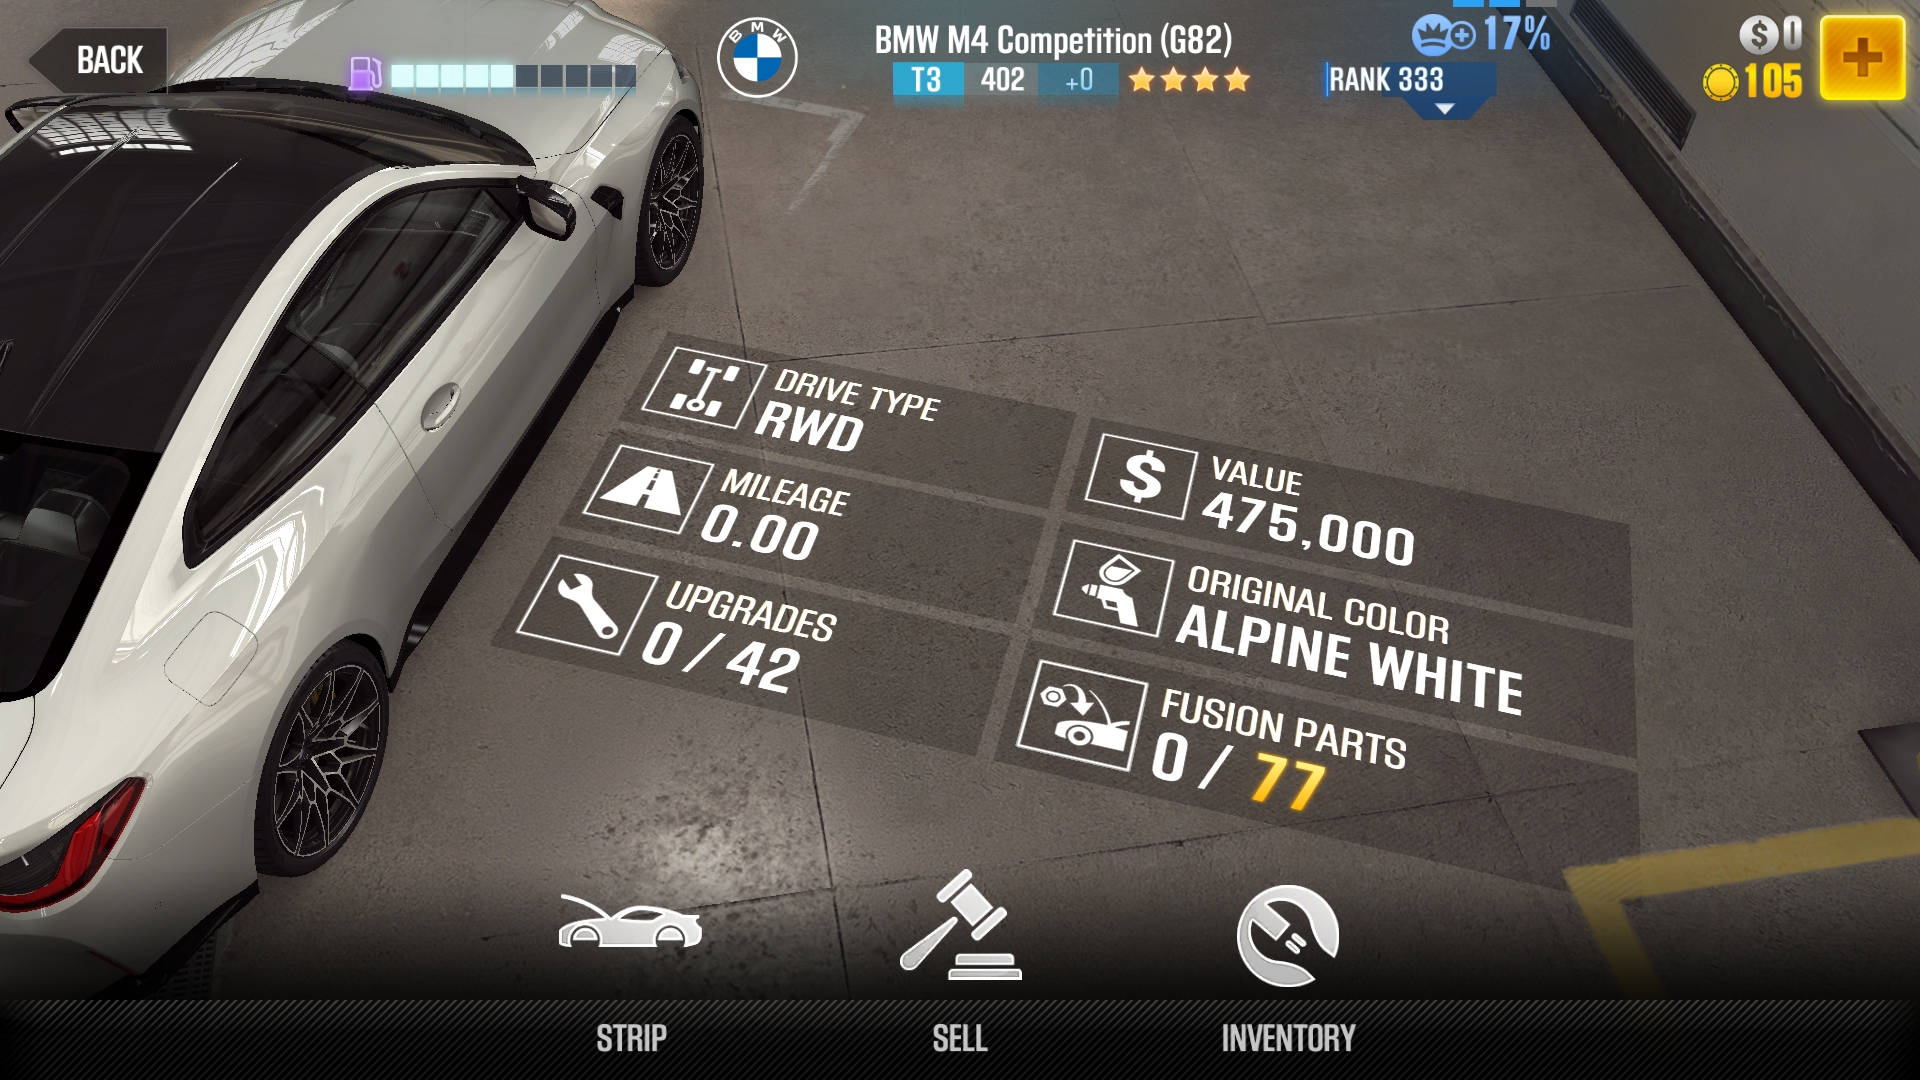 BACK
BMW
BMW M4 Competition (G82)
T3 402 +0
17%
RANK 333
$ 0
105
DRIVE TYPE
RWD
MILEAGE
0.00
UPGRADES
0/42
$ VALUE
475,000
ORIGINAL COLOR
ALPINE WHITE
FUSION PARTS
0/ 77
STRIP
SELL
INVENTORY